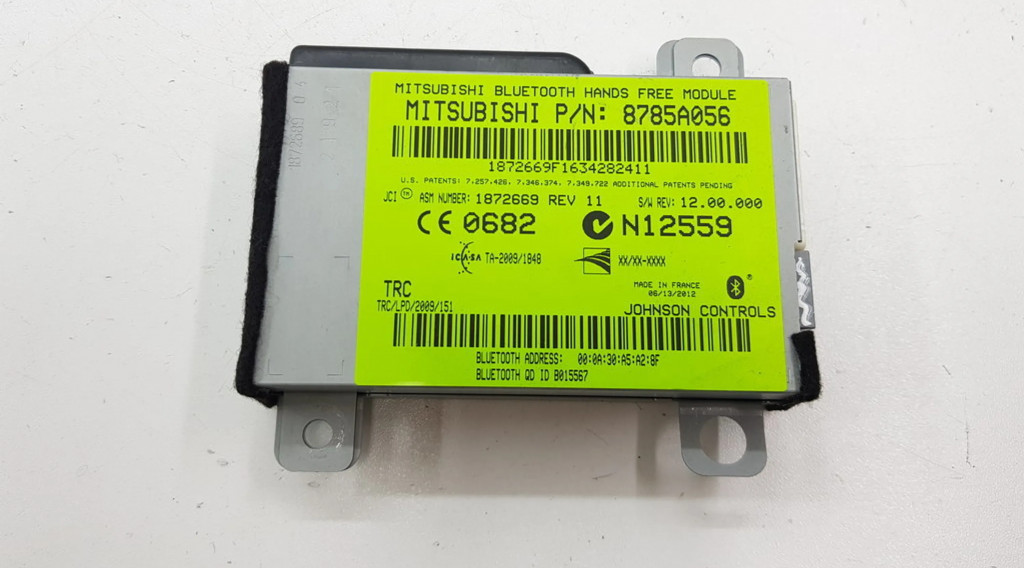 MITSUBISHI BLUETOOTH HANDS FREE MODULE
MITSUBISHI P/N: 8785A056
1872669F1634282411
U.S. PATENTS: 7,257,426, 7,346,374, 7,349,722 ADDITIONAL PATENTS PENDING
JCI TM ASM NUMBER: 1872669 REV 11 S/W REV: 12.00.000
CE 0682 N12559
ICASA TA-2009/1848 XX/XX-XXXX
MADE IN FRANCE
06/13/2012
TRC
TRC/LPD/2009/151
JOHNSON CONTROLS
BLUETOOTH ADDRESS: 00:0A:30:A5:A2:8F
BLUETOOTH QD ID B015567